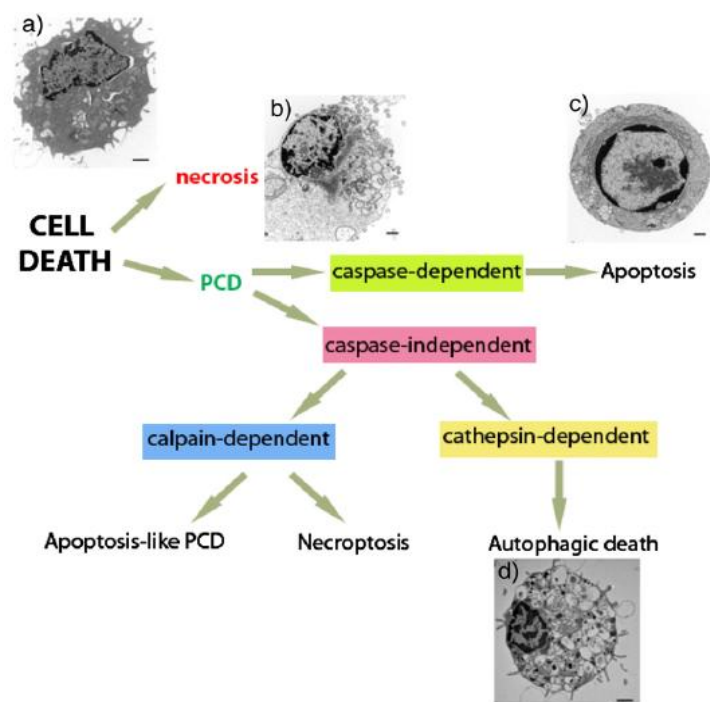 a)
b)
c)
necrosis
CELL
DEATH
PCD
caspase-dependent
Apoptosis
caspase-independent
calpain-dependent
cathepsin-dependent
Apoptosis-like PCD
Necroptosis
Autophagic death
d)